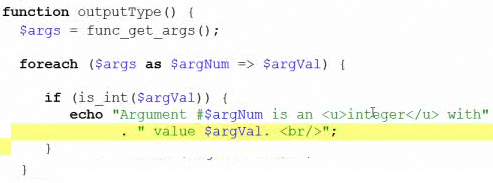 function outputType() {
$args = func_get_args();
foreach ($args as $argNum => $argVal) {
if (is_int($argVal)) {
echo "Argument #$argNum is an <u>integer</u> with"
. " value $argVal. <br/>";
}
}